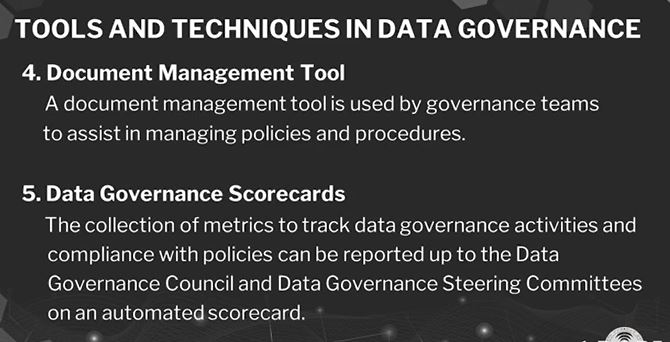 TOOLS AND TECHNIQUES IN DATA GOVERNANCE
4. Document Management Tool
A document management tool is used by governance teams
to assist in managing policies and procedures.
5. Data Governance Scorecards
The collection of metrics to track data governance activities and
compliance with policies can be reported up to the Data
Governance Council and Data Governance Steering Committees
on an automated scorecard.